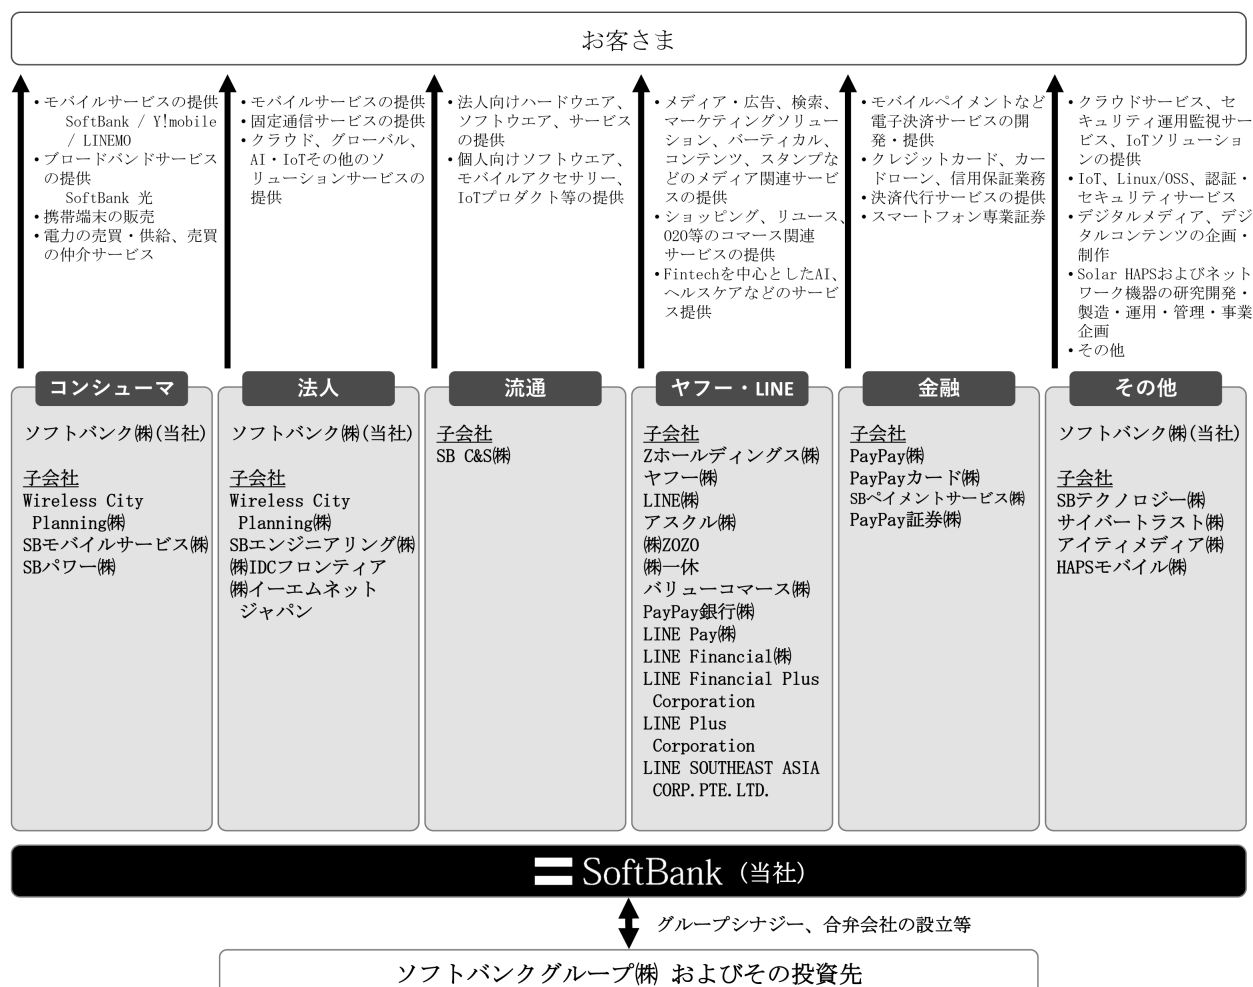 お客さま
・モバイルサービスの提供
SoftBank / Y!mobile
/ LINEMO
・ブロードバンドサービス
の提供
SoftBank 光
・携帯端末の販売
・電力の売買・供給、売買
の仲介サービス
・モバイルサービスの提供
・固定通信サービスの提供
・クラウド、グローバル、
AI・IoTその他のソ
リューションサービスの
提供
・法人向けハードウエア、
ソフトウエア、サービス
の提供
・個人向けソフトウエア、
モバイルアクセサリー、
IoTプロダクト等の提供
・メディア・広告、検索、
マーケティングソリュー
ション、バーティカル、
コンテンツ、スタンプな
どのメディア関連サービ
スの提供
・ショッピング、リユース、
O2O等のコマース関連
サービスの提供
・Fintechを中心としたAI、
ヘルスケアなどのサービ
ス提供
・モバイルペイメントなど
電子決済サービスの開
発・提供
・クレジットカード、カー
ドローン、信用保証業務
・決済代行サービスの提供
・スマートフォン専業証券
・クラウドサービス、セ
キュリティ運用監視サー
ビス、IoTソリューショ
ンの提供
・IoT、Linux/OSS、認証・
セキュリティサービス
・デジタルメディア、デジ
タルコンテンツの企画・
制作
・Solar HAPSおよびネット
ワーク機器の研究開発・
製造・運用・管理・事業
企画
・その他
コンシューマ
ソフトバンク㈱(当社)
子会社
Wireless City
Planning㈱
SBモバイルサービス㈱
SBパワー㈱
法人
ソフトバンク㈱(当社)
子会社
Wireless City
Planning㈱
SBエンジニアリング㈱
㈱IDCフロンティア
㈱イーエムネット
ジャパン
流通
子会社
SB C&S㈱
ヤフー・LINE
子会社
Zホールディングス㈱
ヤフー㈱
LINE㈱
アスクル㈱
㈱ZOZO
㈱一休
バリューコマース㈱
PayPay銀行㈱
LINE Pay㈱
LINE Financial㈱
LINE Financial Plus
Corporation
LINE Plus
Corporation
LINE SOUTHEAST ASIA
CORP.PTE.LTD.
金融
子会社
PayPay㈱
PayPayカード㈱
SBペイメントサービス㈱
PayPay証券㈱
その他
ソフトバンク㈱(当社)
子会社
SBテクノロジー㈱
サイバートラスト㈱
アイティメディア㈱
HAPSモバイル㈱
SoftBank (当社)
グループシナジー、合弁会社の設立等
ソフトバンクグループ㈱ およびその投資先